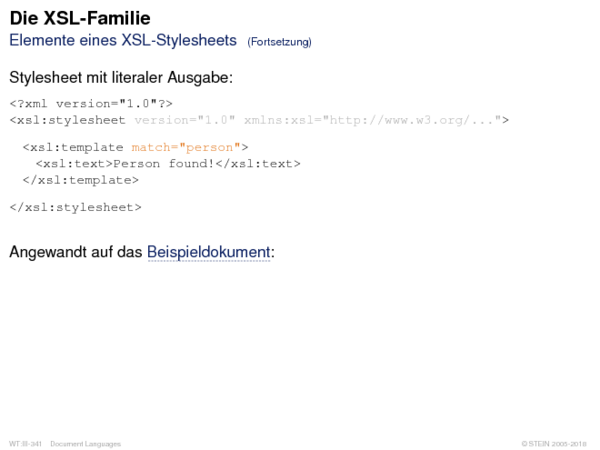 Die XSL-Familie
Elemente eines XSL-Stylesheets (Fortsetzung)
Stylesheet mit literaler Ausgabe:
<?xml version="1.0"?>
<xsl:stylesheet version="1.0" xmlns:xsl="http://www.w3.org/...">
<xsl:template match="person">
<xsl:text>Person found!</xsl:text>
</xsl:template>
</xsl:stylesheet>
Angewandt auf das Beispieldokument:
WT:III-341 Document Languages © STEIN 2005-2018